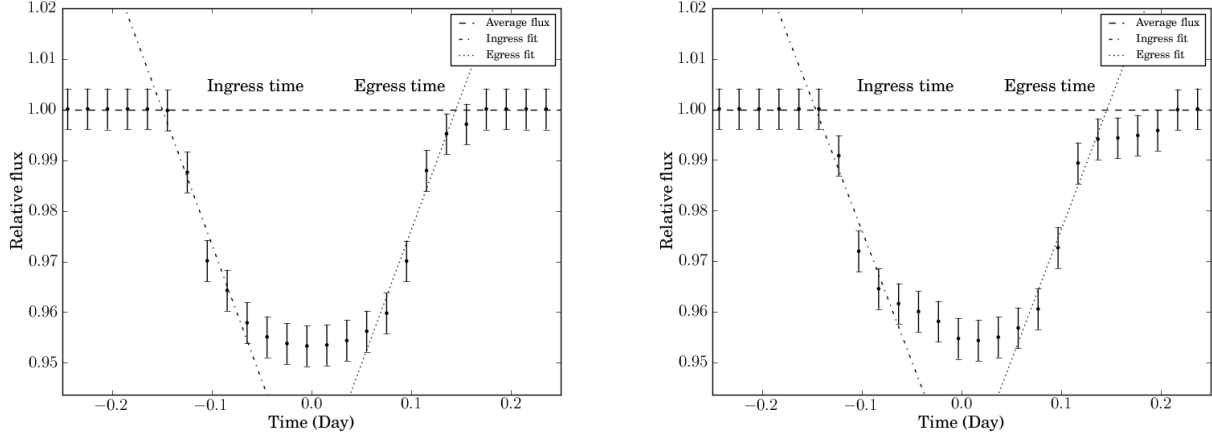 1.02
1.01
1.00
0.99
0.98
0.97
0.96
0.95
Relative flux
−0.2
−0.1
0.0
0.1
0.2
Time (Day)
Average flux
Ingress fit
Egress fit
Ingress time
Egress time
1.02
1.01
1.00
0.99
0.98
0.97
0.96
0.95
Relative flux
−0.2
−0.1
0.0
0.1
0.2
Time (Day)
Average flux
Ingress fit
Egress fit
Ingress time
Egress time